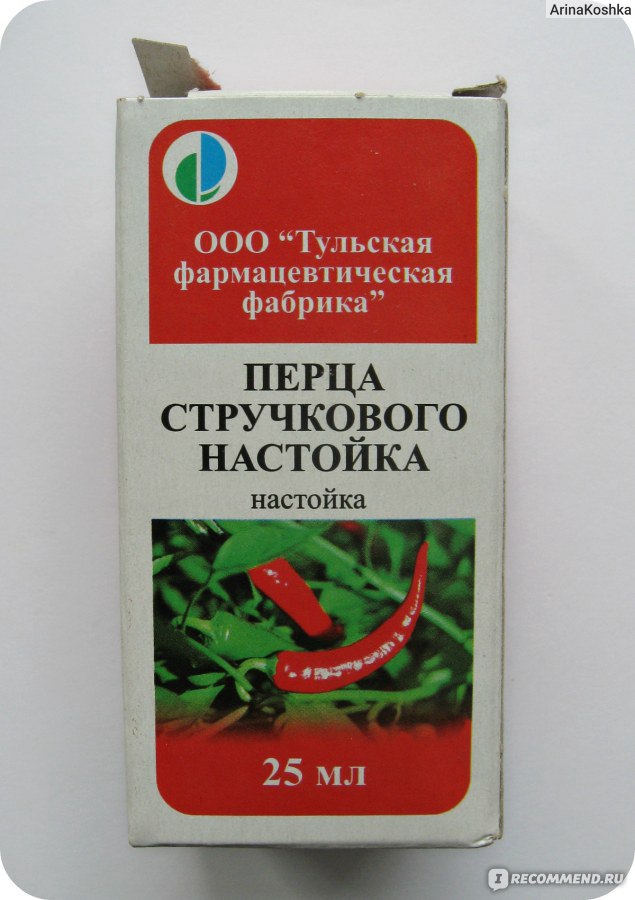 ArinaKoshka
ООО “Тульская
фармацевтическая
фабрика”
ПЕРЦА
СТРУЧКОВОГО
НАСТОЙКА
настойка
25 мл
I RECOMMEND.RU